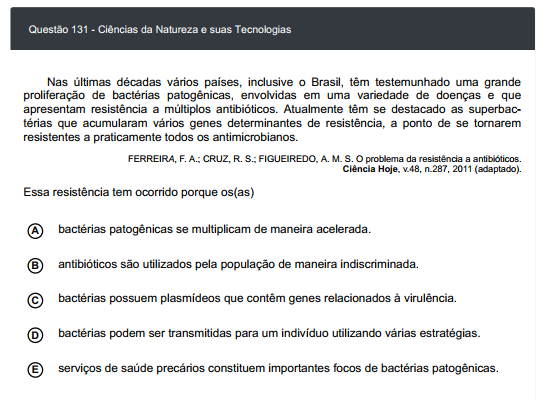 Questão 131 - Ciências da Natureza e suas Tecnologias
Nas últimas décadas vários países, inclusive o Brasil, têm testemunhado uma grande
proliferação de bactérias patogênicas, envolvidas em uma variedade de doenças e que
apresentam resistência a múltiplos antibióticos. Atualmente têm se destacado as superbac-
térias que acumularam vários genes determinantes de resistência, a ponto de se tornarem
resistentes a praticamente todos os antimicrobianos.
FERREIRA, F. A.; CRUZ, R. S.; FIGUEIREDO, A. M. S. O problema da resistência a antibióticos.
Ciência Hoje, v.48, n.287, 2011 (adaptado).
Essa resistência tem ocorrido porque os(as)
A bactérias patogênicas se multiplicam de maneira acelerada.
B antibióticos são utilizados pela população de maneira indiscriminada.
C bactérias possuem plasmídeos que contêm genes relacionados à virulência.
D bactérias podem ser transmitidas para um indivíduo utilizando várias estratégias.
E serviços de saúde precários constituem importantes focos de bactérias patogênicas.